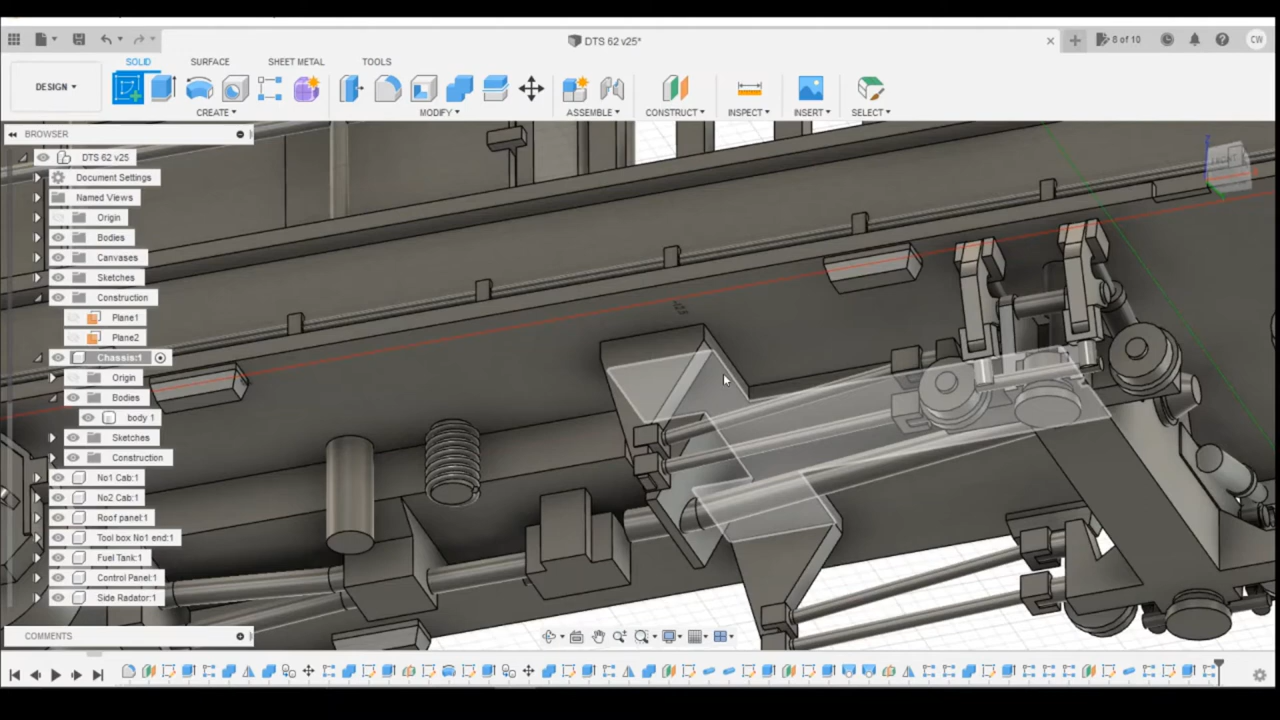 DTS 62 v25*
8 of 10
CW
DESIGN
SOLID SURFACE SHEET METAL TOOLS
CREATE
MODIFY
ASSEMBLE
CONSTRUCT
INSPECT
INSERT
SELECT
BROWSER
DTS 62 v25
Document Settings
Named Views
Origin
Bodies
Canvases
Sketches
Construction
Plane1
Plane2
Chassis:1
Origin
Bodies
body 1
Sketches
Construction
No1 Cab:1
No2 Cab:1
Roof panel:1
Tool box No1 end:1
Fuel Tank:1
Control Panel:1
Side Radator:1
COMMENTS
FRONT